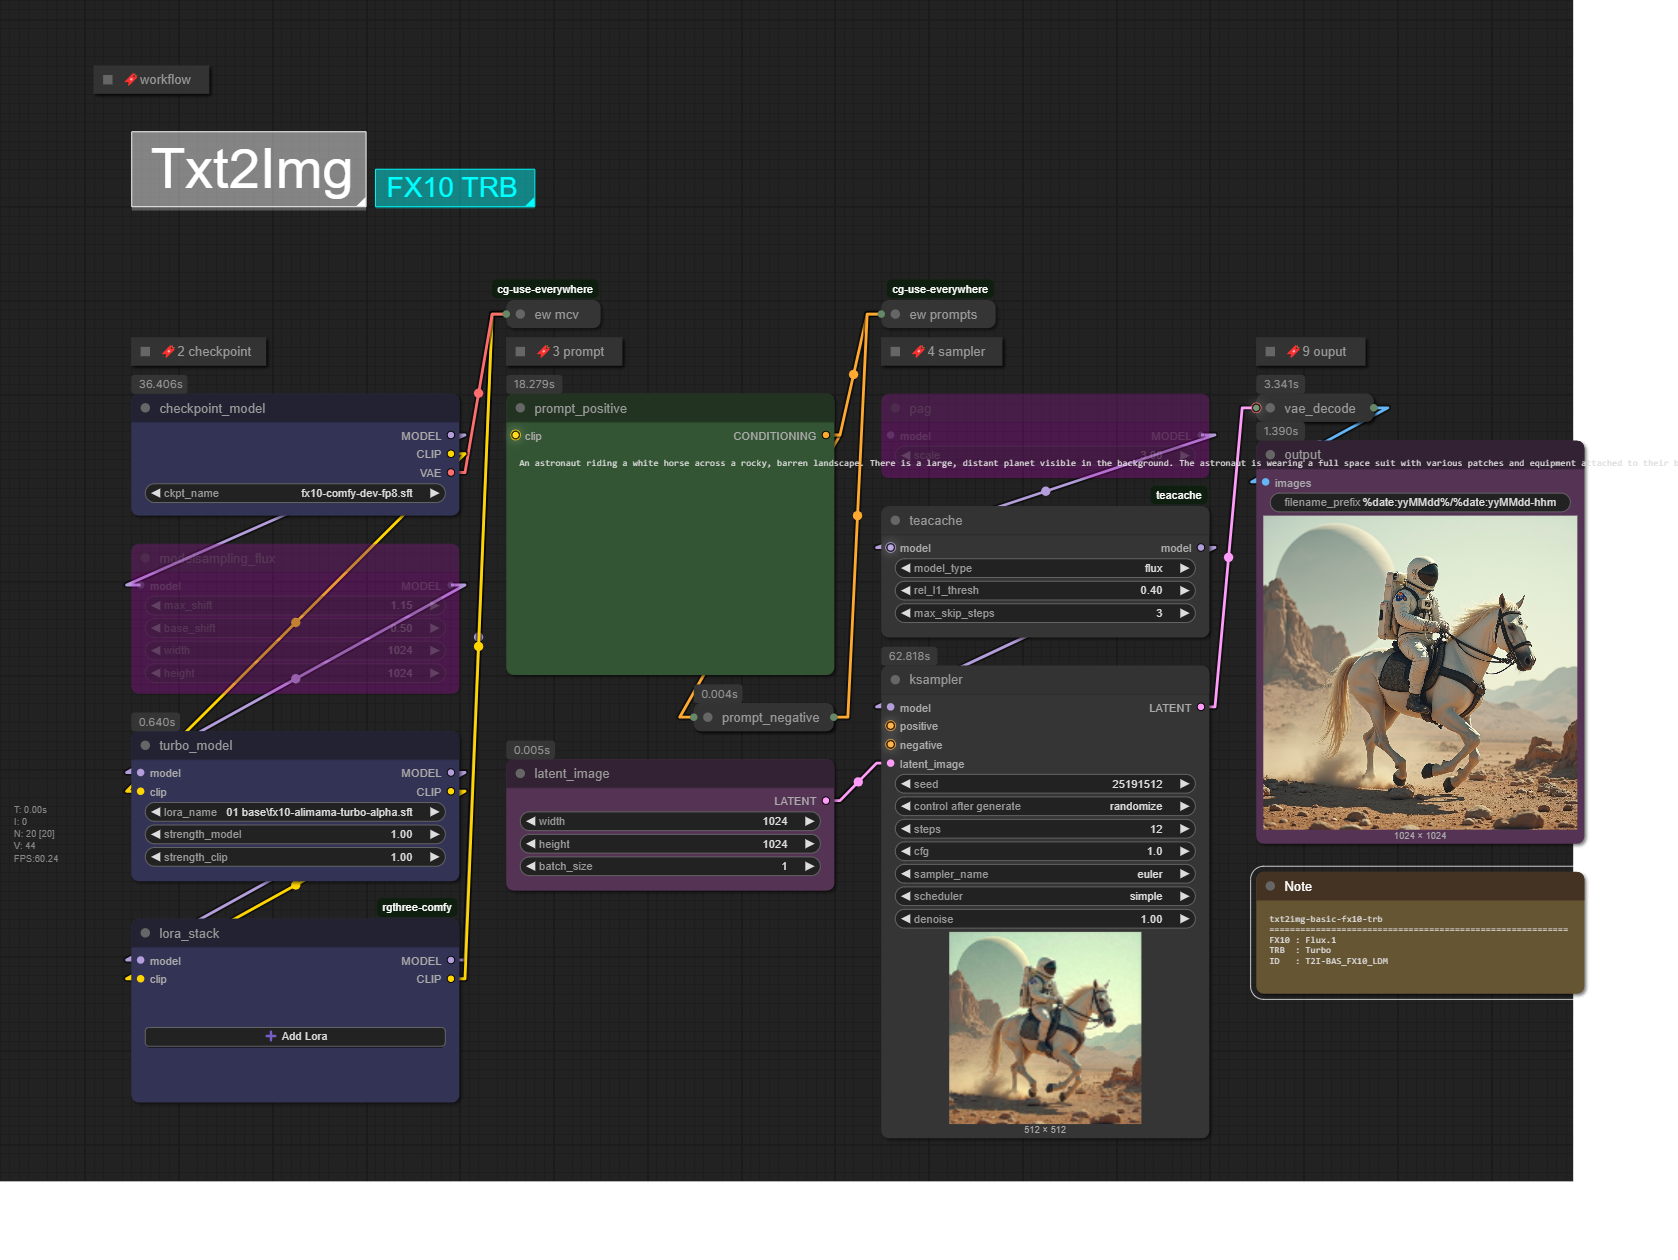 workflow
Txt2Img
FX10 TRB
cg-use-everywhere
ew mcv
cg-use-everywhere
ew prompts
2 checkpoint
3 prompt
4 sampler
9 ouput
36.406s
checkpoint_model
MODEL
CLIP
VAE
ckpt_name fx10-comfy-dev-fp8.sft
modelsampling_flux
model MODEL
max_shift 1.15
base_shift 0.50
width 1024
height 1024
0.640s
turbo_model
model MODEL
clip CLIP
lora_name 01 base\fx10-alimama-turbo-alpha.sft
strength_model 1.00
strength_clip 1.00
T: 0.00s
I: 0
N: 20 [20]
V: 44
FPS:60.24
rgthree-comfy
lora_stack
model MODEL
clip CLIP
Add Lora
18.279s
prompt_positive
clip CONDITIONING
An astronaut riding a white horse across a rocky, barren landscape. There is a large, distant planet visible in the background. The astronaut is wearing a full space suit with various patches and equipment attached to their
0.004s
prompt_negative
0.005s
latent_image
LATENT
width 1024
height 1024
batch_size 1
pag
model MODEL
scale 3.00
teacache
teacache
model model
model_type flux
rel_l1_thresh 0.40
max_skip_steps 3
62.818s
ksampler
model LATENT
positive
negative
latent_image
seed 25191512
control after generate randomize
steps 12
cfg 1.0
sampler_name euler
scheduler simple
denoise 1.00
512 × 512
3.341s
vae_decode
1.390s
output
images
filename_prefix %date:yyMMdd%/%date:yyMMdd-hhm
1024 × 1024
Note
txt2img-basic-fx10-trb
==========================================================
FX10 : Flux.1
TRB : Turbo
ID : T2I-BAS_FX10_LDM